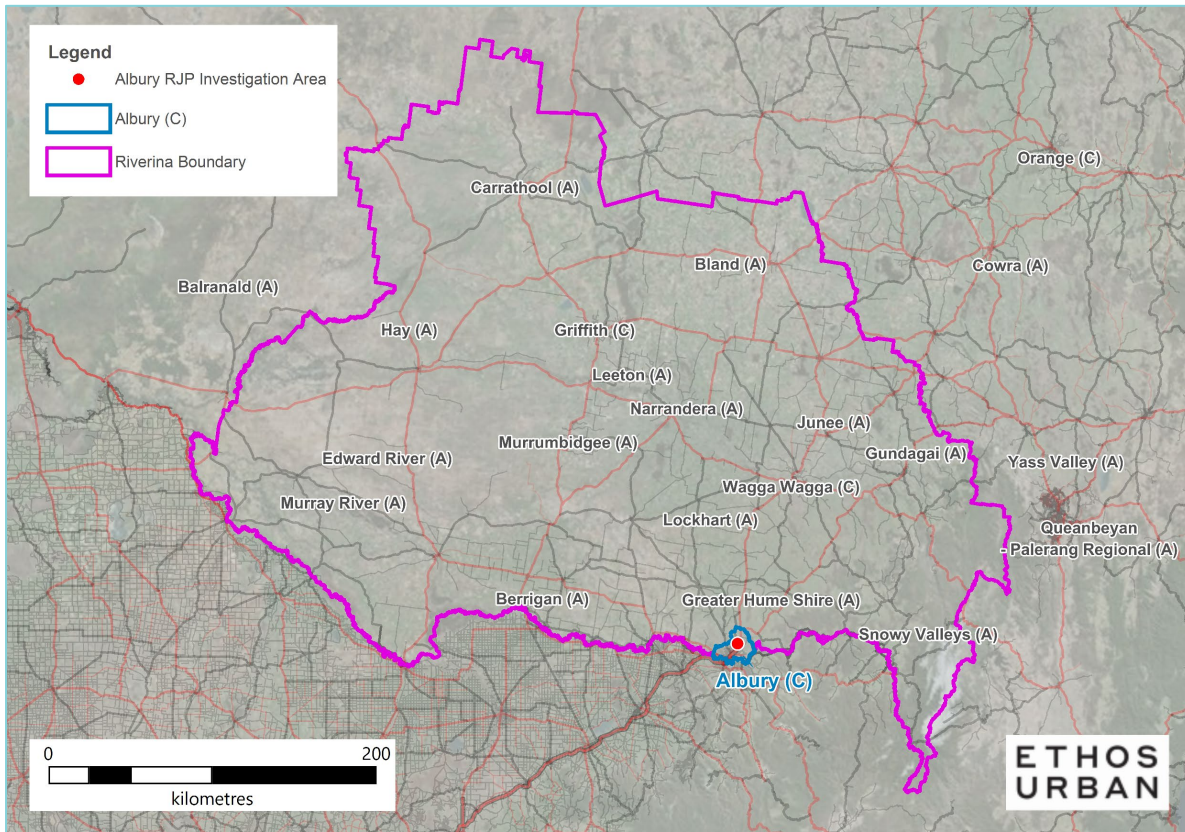 Legend
Albury RJP Investigation Area
Albury (C)
Riverina Boundary
Orange (C)
Carrathool (A)
Bland (A)
Cowra (A)
Balranald (A)
Hay (A)
Griffith (C)
Leeton (A)
Narrandera (A)
Junee (A)
Murrumbidgee (A)
Gundagai (A)
Edward River (A)
Yass Valley (A)
Wagga Wagga (C)
Murray River (A)
Lockhart (A)
Queanbeyan
- Palerang Regional (A)
Berrigan (A)
Greater Hume Shire (A)
Snowy Valleys (A)
Albury (C)
0 200
kilometres
ETHOS
URBAN